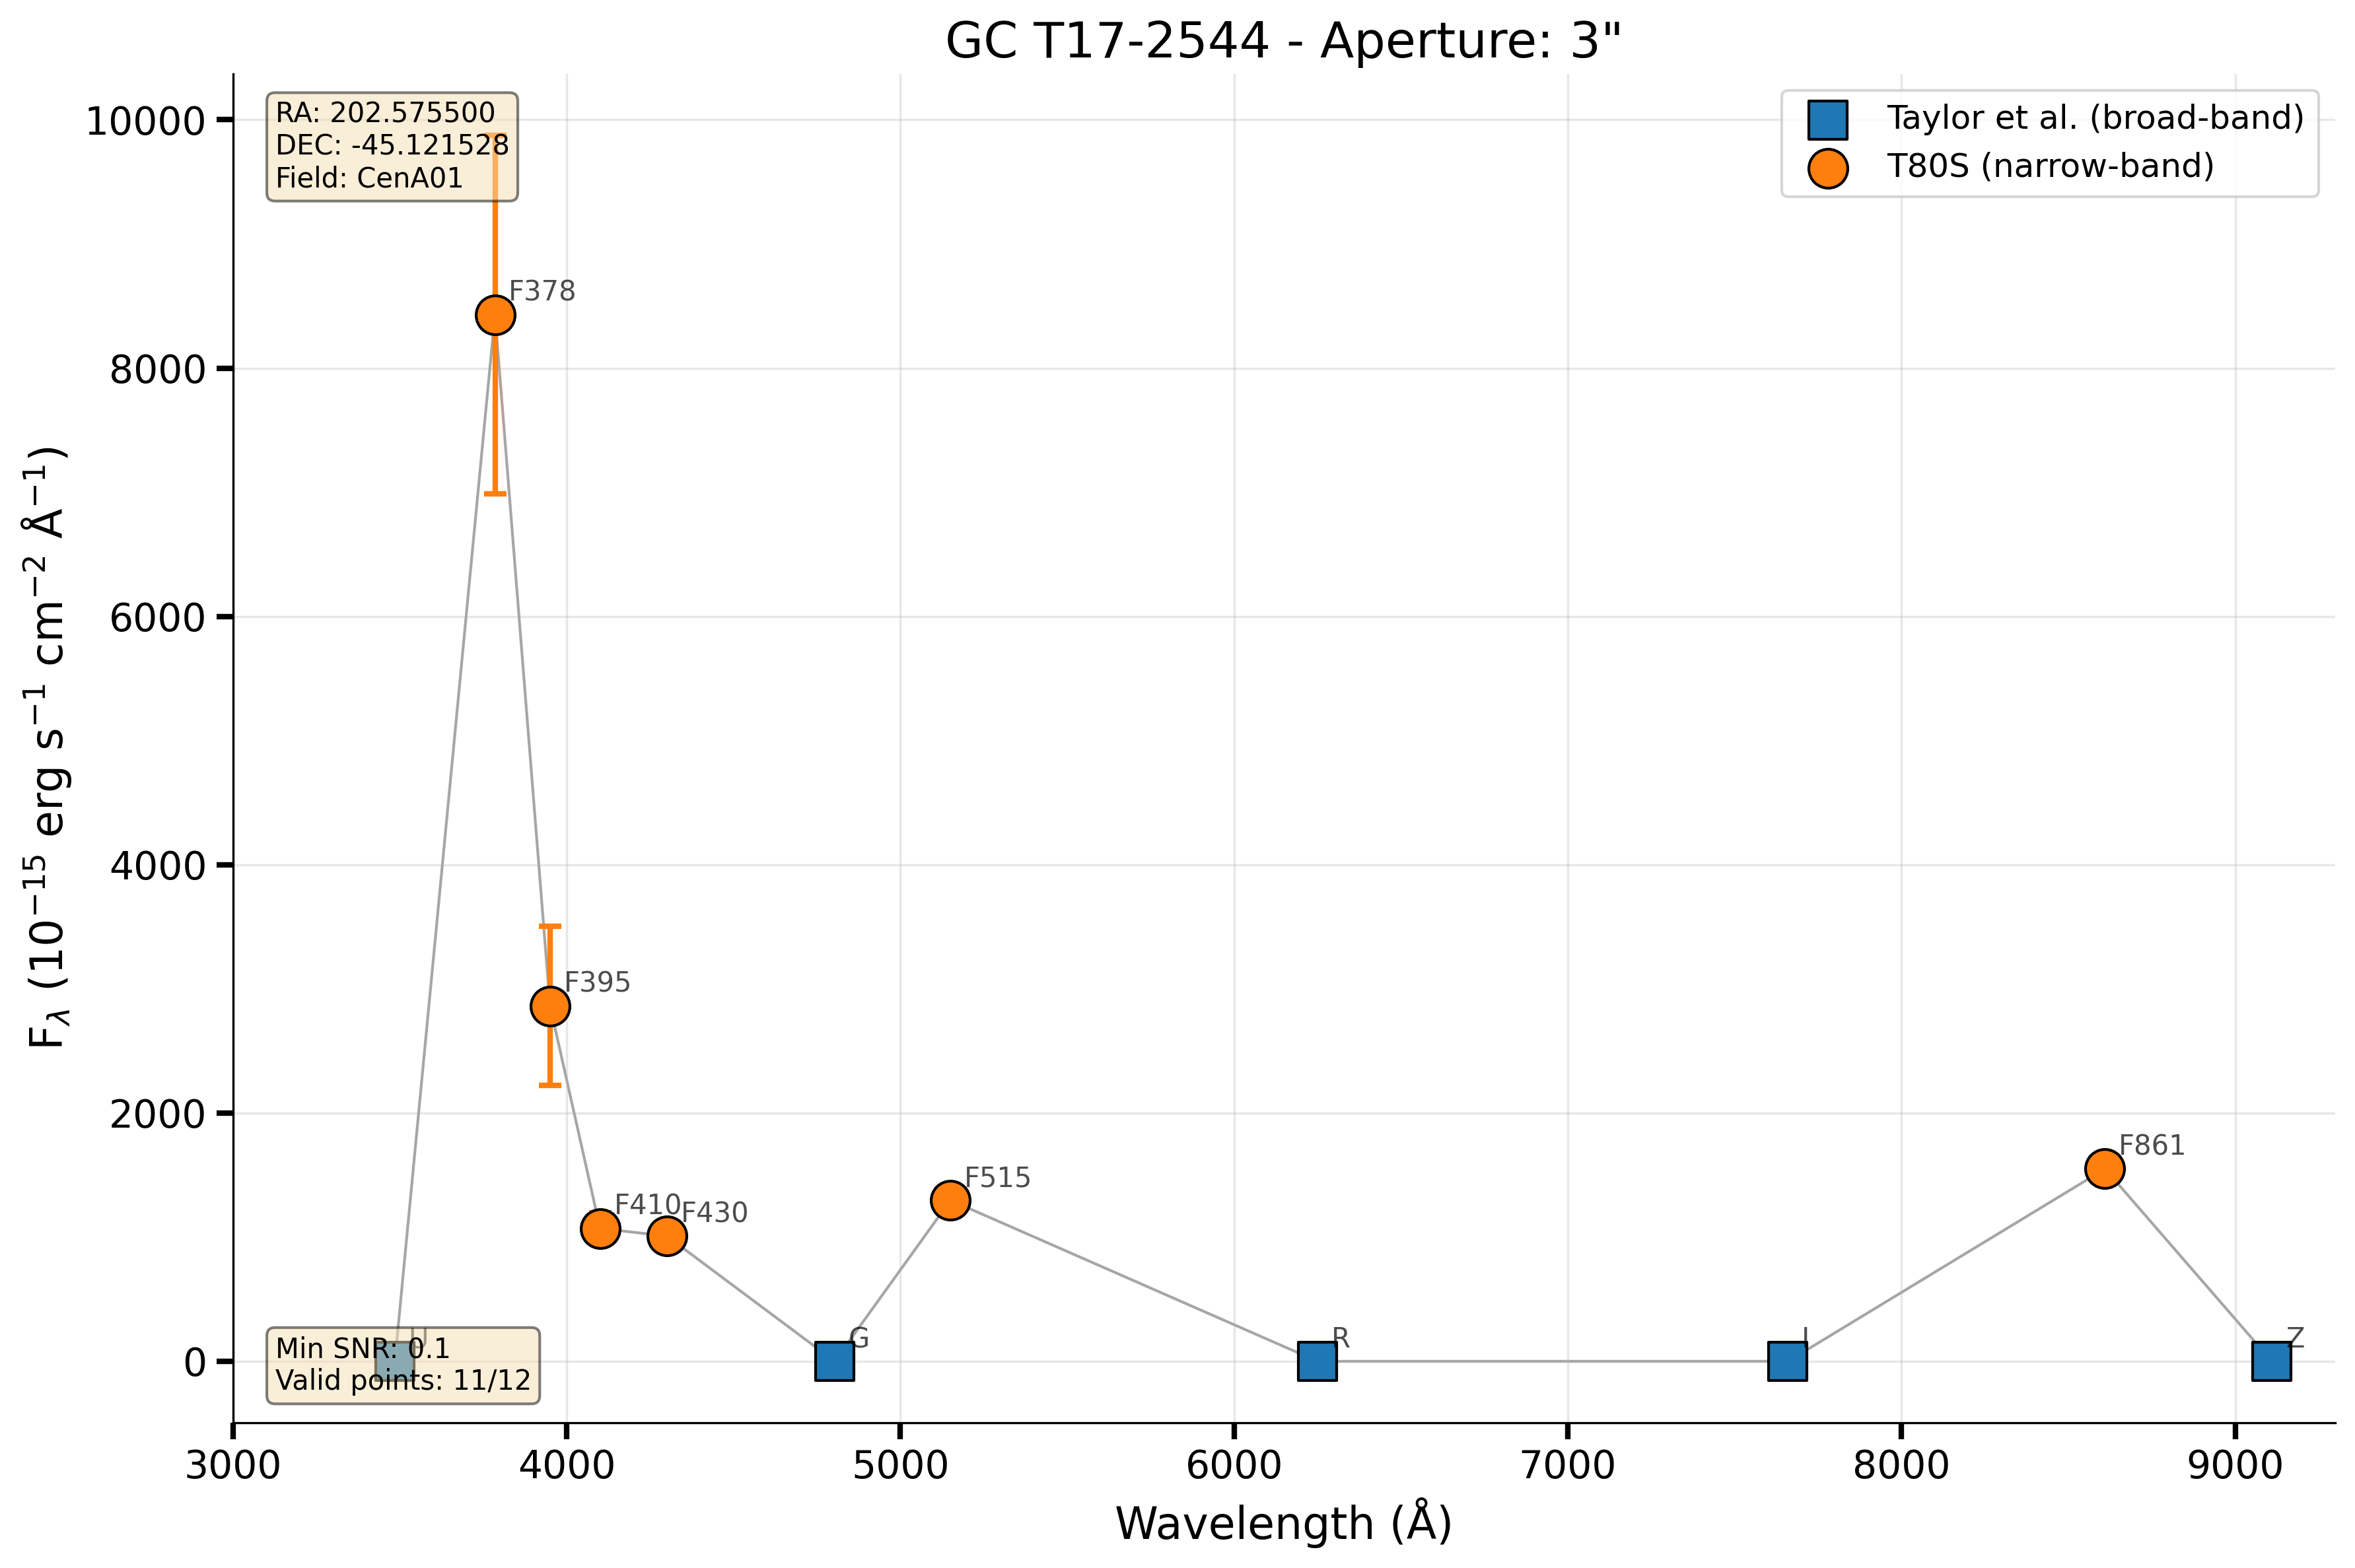 GC T17-2544 - Aperture: 3"
RA: 202.575500
DEC: -45.121528
Field: CenA01
Taylor et al. (broad-band)
T80S (narrow-band)
10000
8000
6000
4000
2000
0
F_λ (10⁻¹⁵ erg s⁻¹ cm⁻² Å⁻¹)
F378
F395
F410
F430
F515
F861
U
G
R
I
Z
Min SNR: 0.1
Valid points: 11/12
3000 4000 5000 6000 7000 8000 9000
Wavelength (Å)